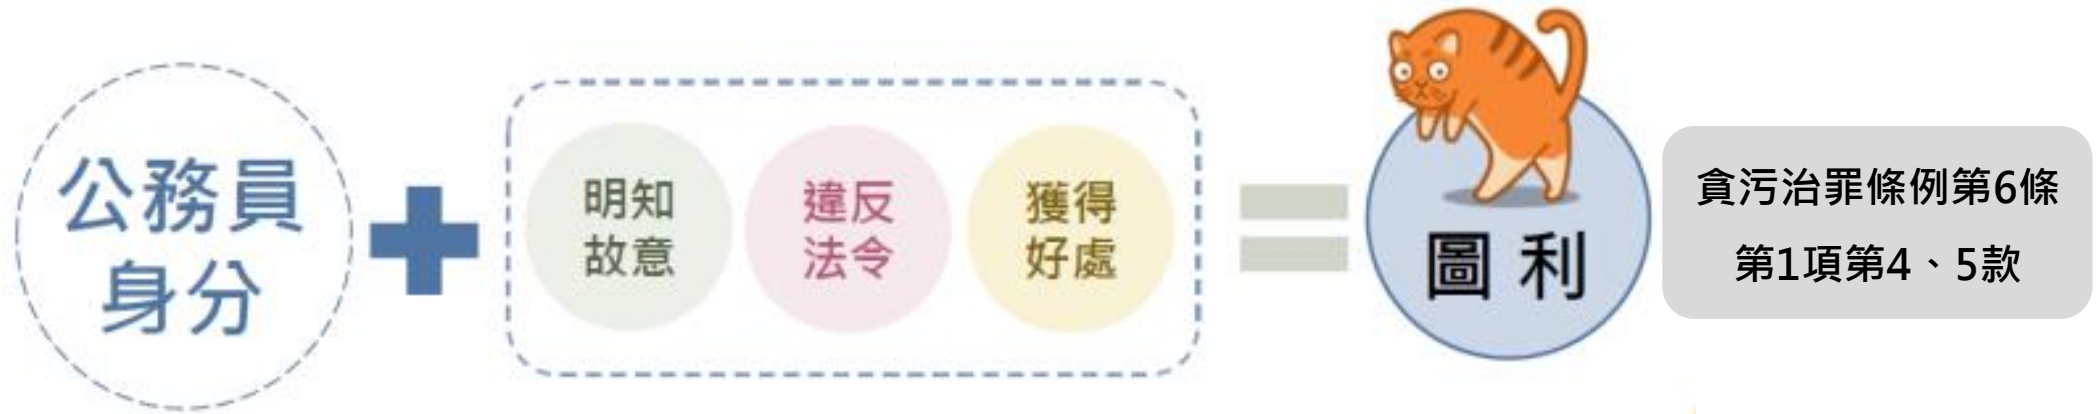 公務員
身分
明知
故意
違反
法令
獲得
好處
圖利
貪污治罪條例第6條
第1項第4、5款